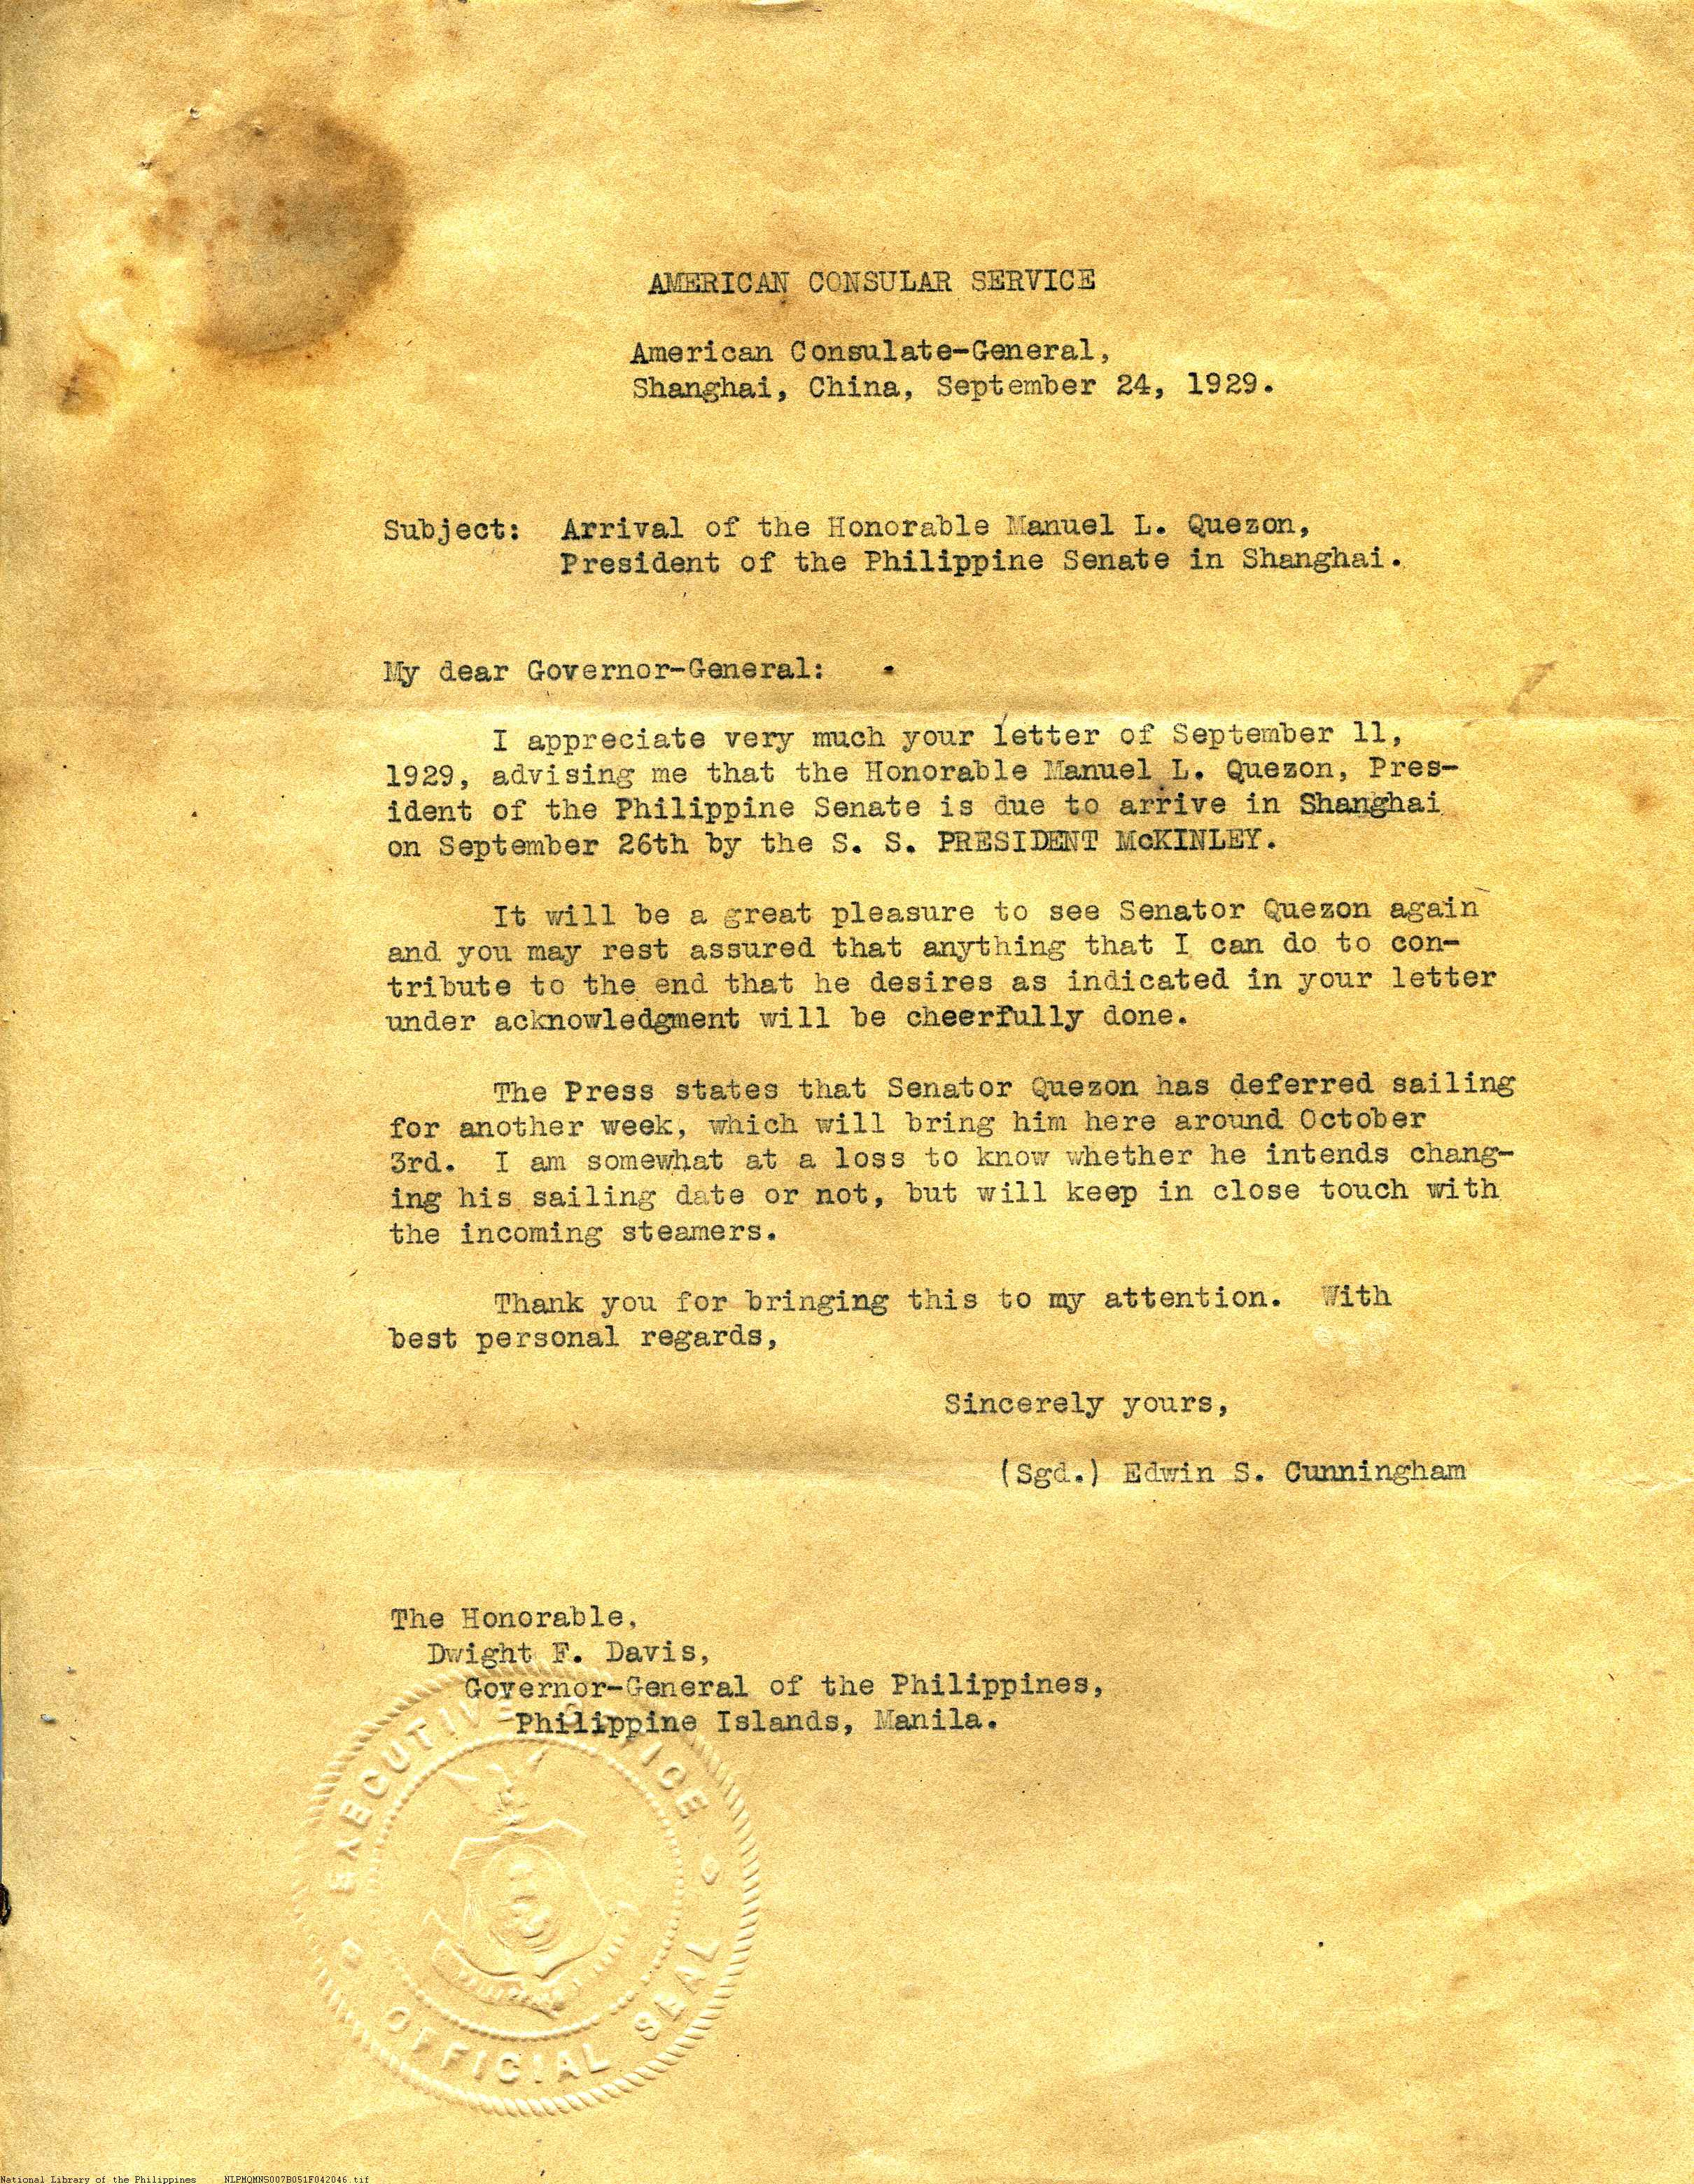 AMERICAN CONSULAR SERVICE
American Consulate-General,
Shanghai, China, September 24, 1929.
Subject: Arrival of the Honorable Manuel L. Quezon,
President of the Philippine Senate in Shanghai.
My dear Governor-General:
I appreciate very much your letter of September 11,
1929, advising me that the Honorable Manuel L. Quezon, Pres-
ident of the Philippine Senate is due to arrive in Shanghai
on September 26th by the S. S. PRESIDENT McKINLEY.
It will be a great pleasure to see Senator Quezon again
and you may rest assured that anything that I can do to con-
tribute to the end that he desires as indicated in your letter
under acknowledgment will be cheerfully done.
The Press states that Senator Quezon has deferred sailing
for another week, which will bring him here around October
3rd. I am somewhat at a loss to know whether he intends chang-
ing his sailing date or not, but will keep in close touch with
the incoming steamers.
Thank you for bringing this to my attention. With
best personal regards,
Sincerely yours,
(Sgd.) Edwin S. Cunningham
The Honorable,
Dwight F. Davis,
Governor-General of the Philippines,
Philippine Islands, Manila.
EXECUTIVE OFFICE
OFFICIAL SEAL
National Library of the Philippines NLPMQMNS007B051F042046.tif